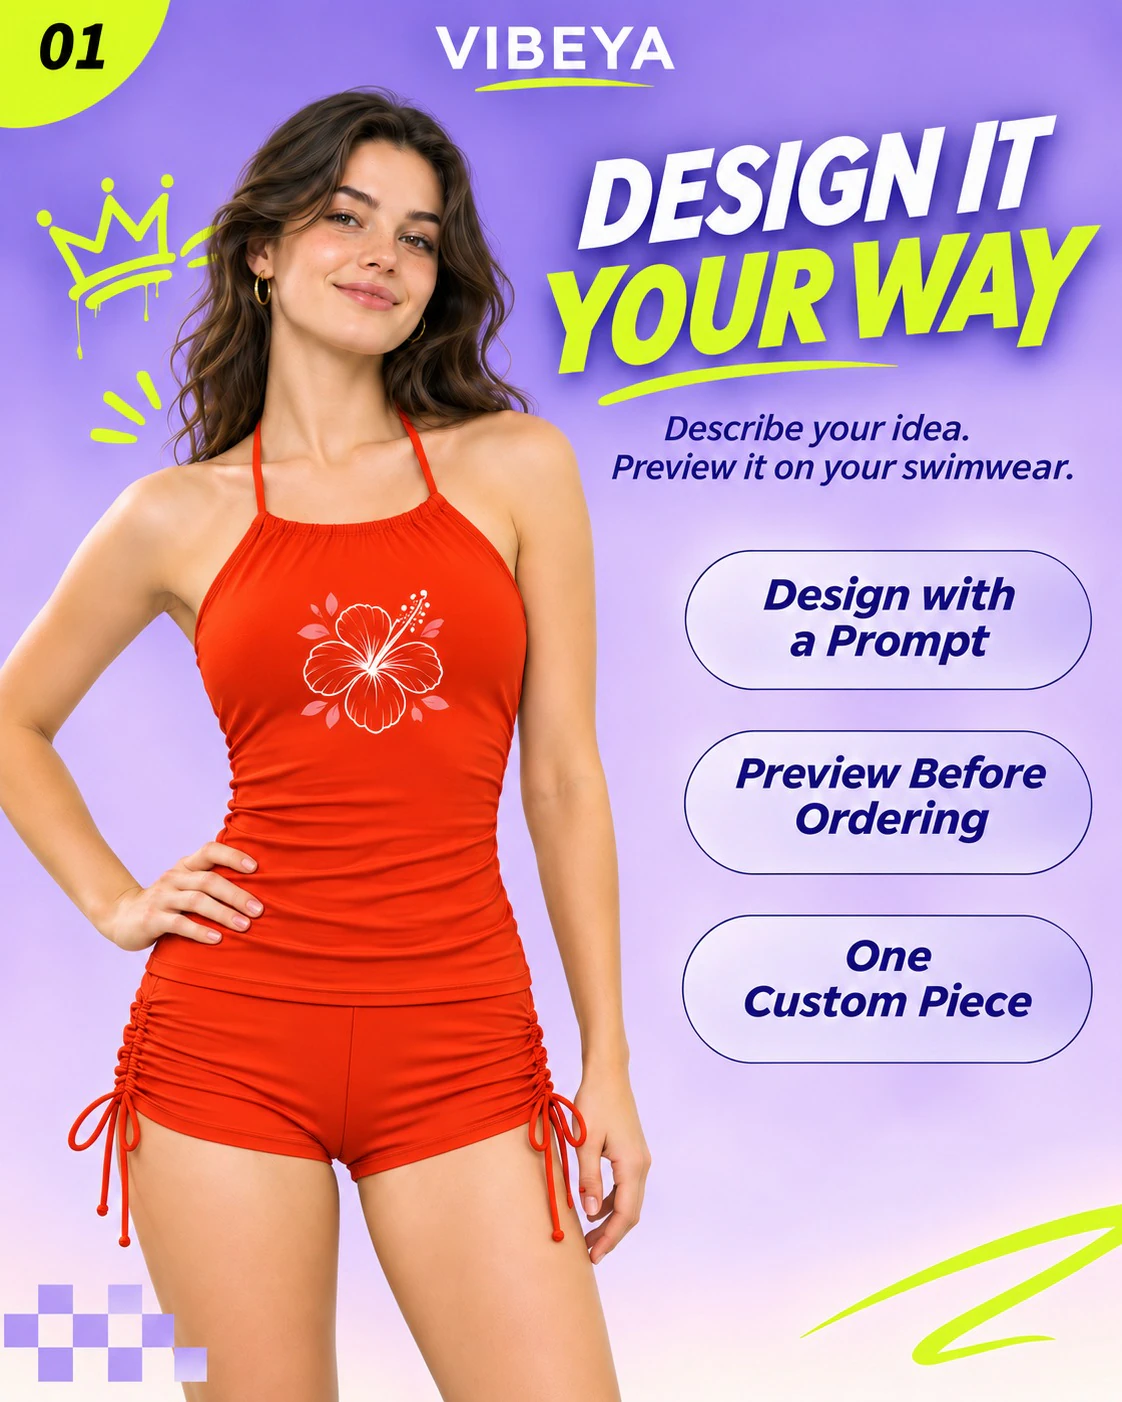 01
VIBEYA
DESIGN IT
YOUR WAY
Describe your idea.
Preview it on your swimwear.
Design with
a Prompt
Preview Before
Ordering
One
Custom Piece